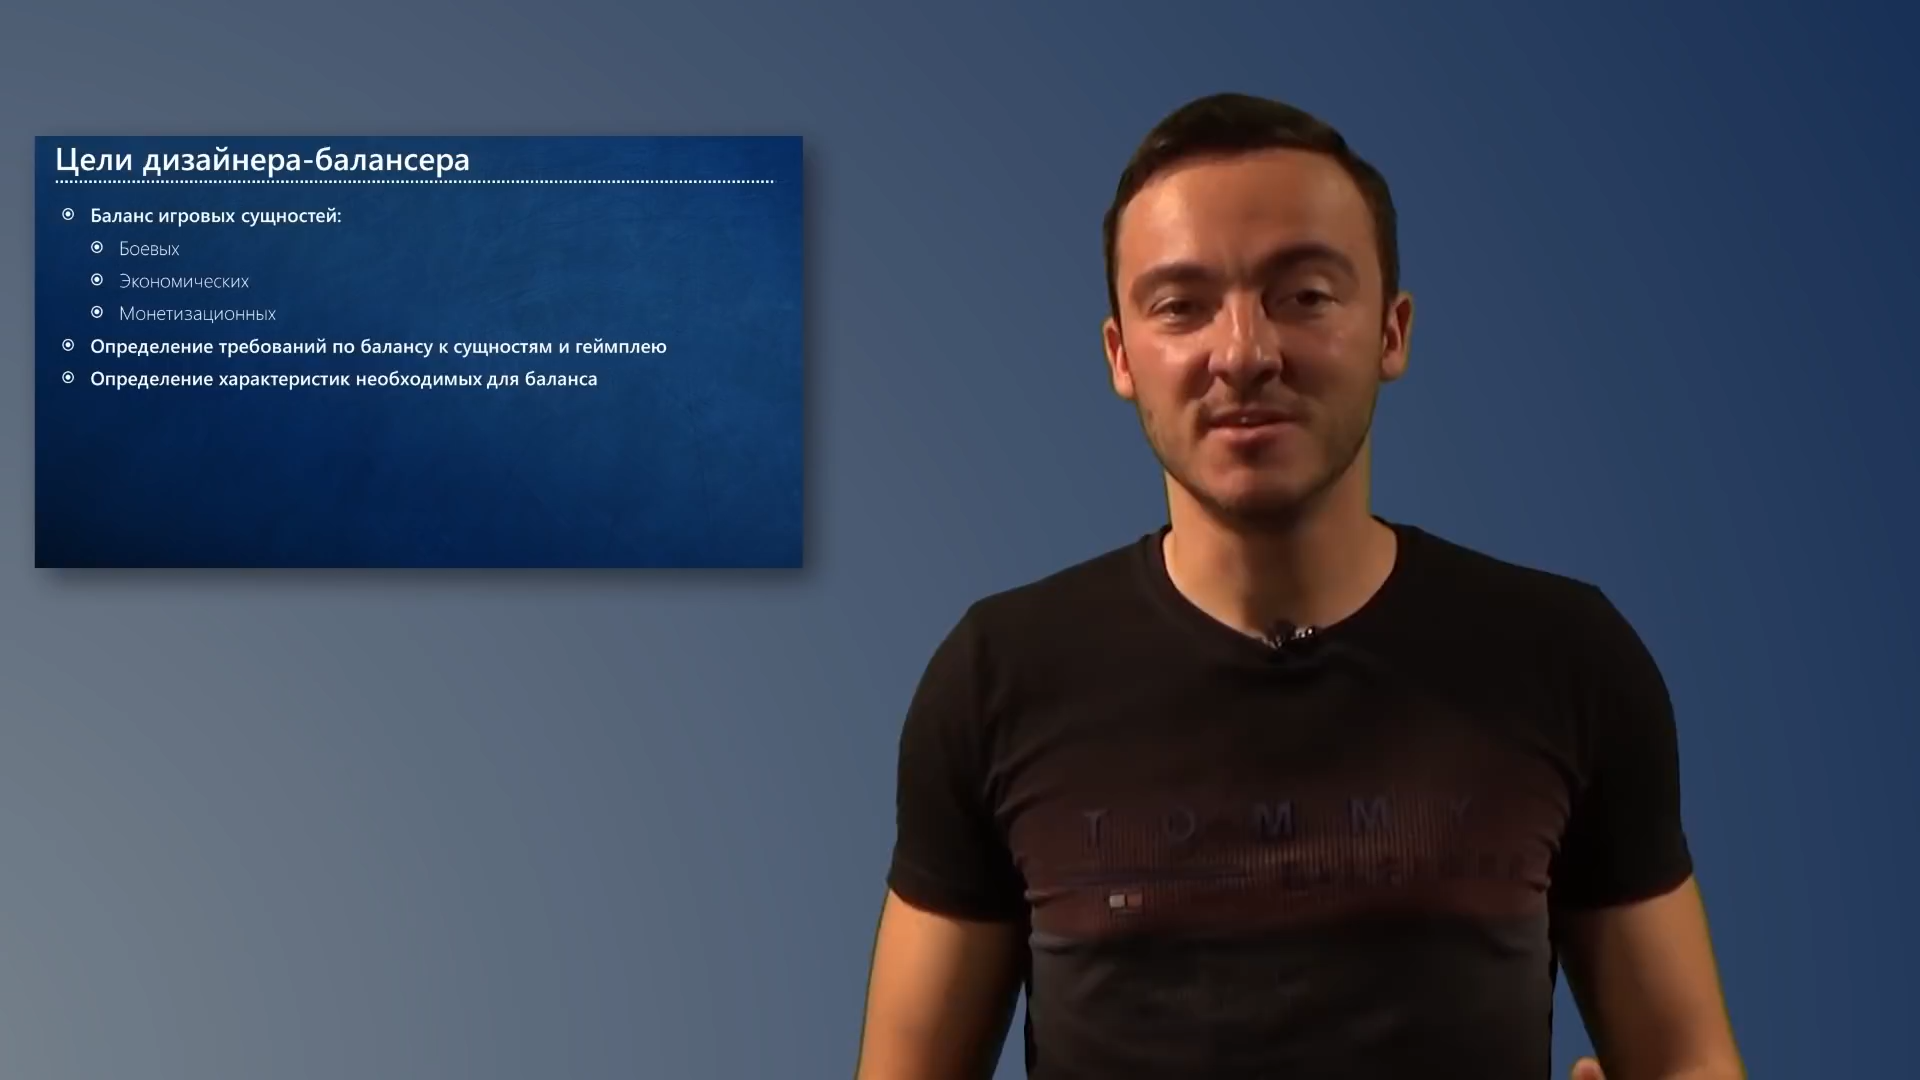 Цели дизайнера-балансера
Баланс игровых сущностей:
Боевых
Экономических
Монетизационных
Определение требований по балансу к сущностям и геймплею
Определение характеристик необходимых для баланса
TOMMY